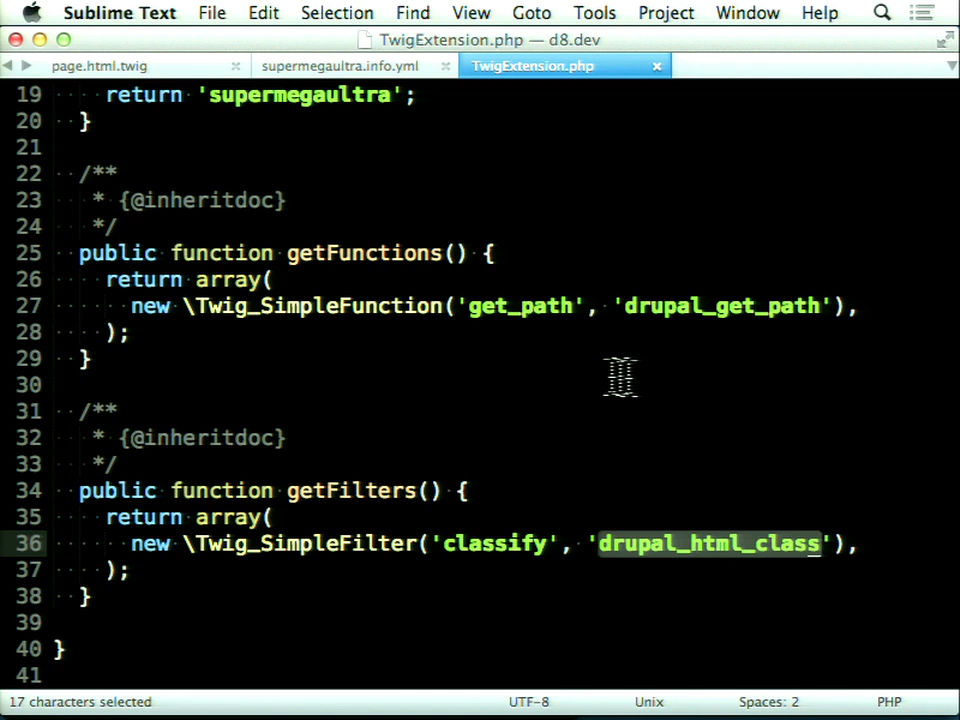 Sublime Text File Edit Selection Find View Goto Tools Project Window Help
TwigExtension.php — d8.dev
page.html.twig supermegaultra.info.yml TwigExtension.php
19 return 'supermegaultra';
20 }
21
22 /**
23 * {@inheritdoc}
24 */
25 public function getFunctions() {
26 return array(
27 new \Twig_SimpleFunction('get_path', 'drupal_get_path'),
28 );
29 }
30
31 /**
32 * {@inheritdoc}
33 */
34 public function getFilters() {
35 return array(
36 new \Twig_SimpleFilter('classify', 'drupal_html_class'),
37 );
38 }
39
40 }
41
17 characters selected UTF-8 Unix Spaces: 2 PHP